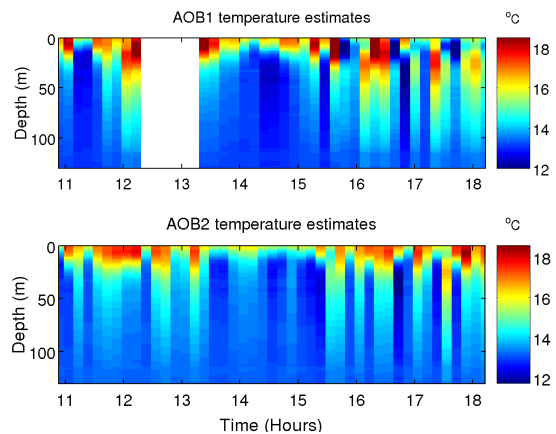 AOB1 temperature estimates
°C
0
50
100
Depth (m)
18
16
14
12
11 12 13 14 15 16 17 18
AOB2 temperature estimates
°C
0
50
100
Depth (m)
18
16
14
12
11 12 13 14 15 16 17 18
Time (Hours)